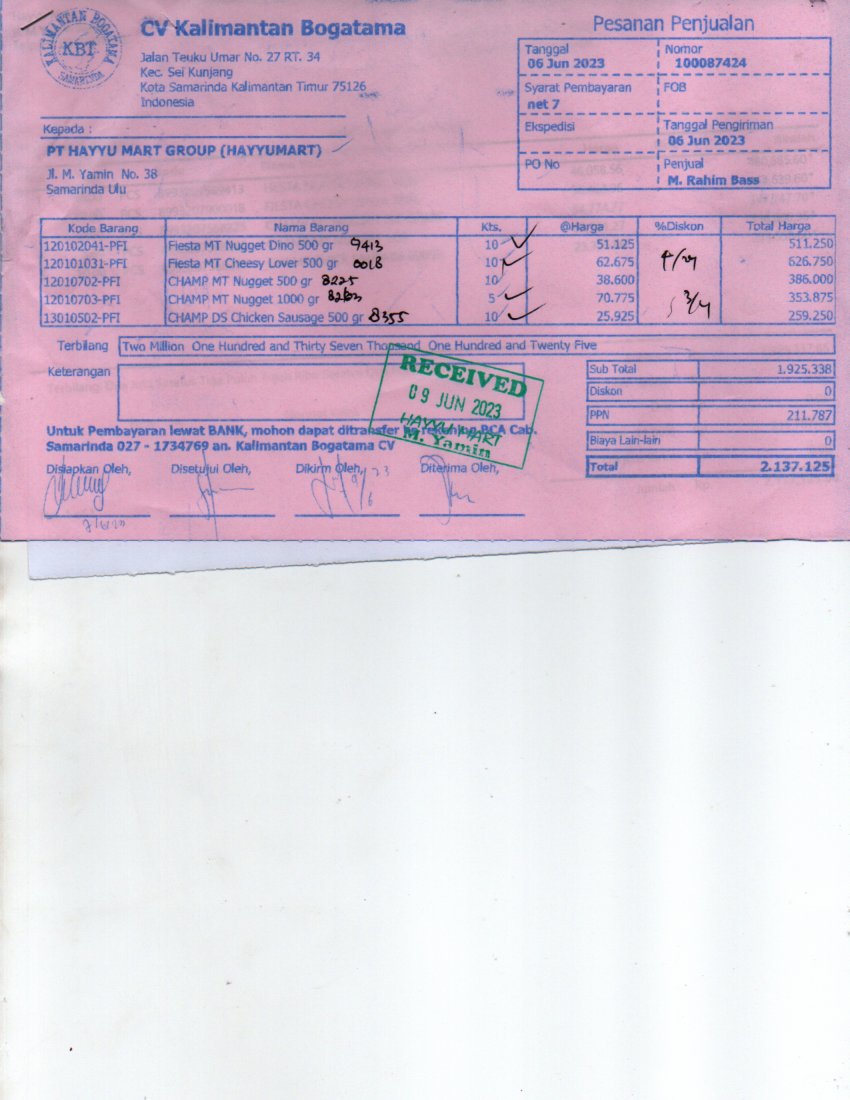 KALIMANTAN BOGATAMA
KBT
SAMARINDA
CV Kalimantan Bogatama
Jalan Teuku Umar No. 27 RT. 34
Kec. Sei Kunjang
Kota Samarinda Kalimantan Timur 75126
Indonesia
Pesanan Penjualan
Tanggal Nomor
06 Jun 2023 100087424
Syarat Pembayaran FOB
net 7
Ekspedisi Tanggal Pengiriman
06 Jun 2023
PO No Penjual
M. Rahim Bass
Kepada :
PT HAYYU MART GROUP (HAYYUMART)
Jl. M. Yamin No. 38
Samarinda Ulu
Kode Barang Nama Barang Kts. @Harga %Diskon Total Harga
120102041-PFI Fiesta MT Nugget Dino 500 gr 9413 10 51.125 511.250
120101031-PFI Fiesta MT Cheesy Lover 500 gr 0018 10 62.675 626.750
12010702-PFI CHAMP MT Nugget 500 gr 8225 10 38.600 386.000
12010703-PFI CHAMP MT Nugget 1000 gr 5 70.775 353.875
13010502-PFI CHAMP DS Chicken Sausage 500 gr 8355 10 25.925 259.250
Terbilang Two Million One Hundred and Thirty Seven Thousand One Hundred and Twenty Five
Keterangan
Sub Total 1.925.338
Diskon 0
PPN 211.787
Biaya Lain-lain 0
Total 2.137.125
RECEIVED
09 JUN 2023
HAYYU MART
M. Yamin
Untuk Pembayaran lewat BANK, mohon dapat ditransfer ke rekening BCA Cab.
Samarinda 027 - 1734769 an. Kalimantan Bogatama CV
Disiapkan Oleh, Disetujui Oleh, Dikirm Oleh, Diterima Oleh,